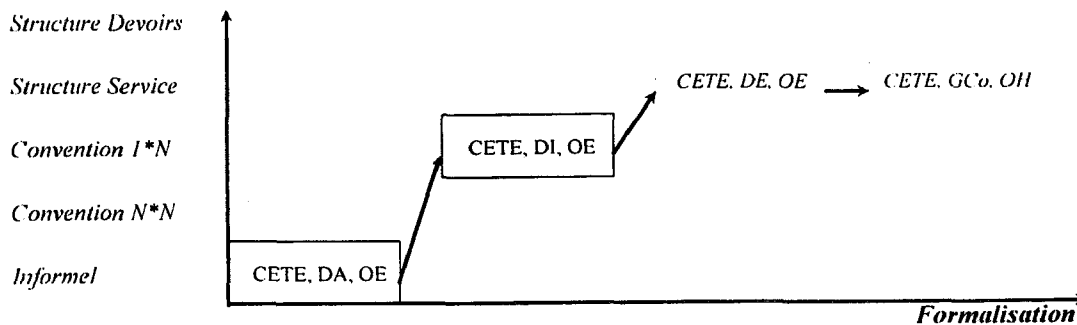 Structure Devoirs
Structure Service
CETE, DE, OE
CETE, GCo, OH
Convention 1*N
CETE, DI, OE
Convention N*N
Informel
CETE, DA, OE
Formalisation